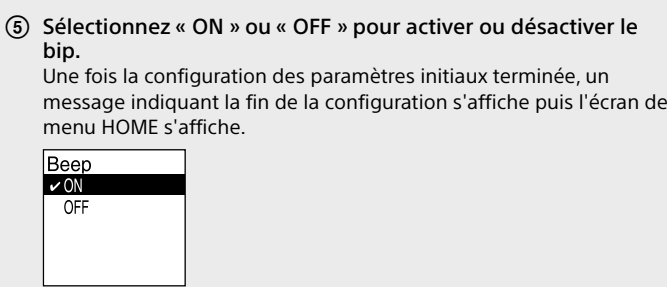 ⑤ Sélectionnez « ON » ou « OFF » pour activer ou désactiver le
bip.
Une fois la configuration des paramètres initiaux terminée, un
message indiquant la fin de la configuration s'affiche puis l'écran de
menu HOME s'affiche.
Beep
✔ON
OFF